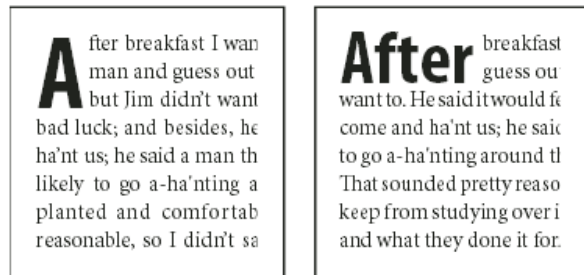 After breakfast I wan
man and guess out
but Jim didn't want
bad luck; and besides, he
ha'nt us; he said a man th
likely to go a-ha'nting a
planted and comfortab
reasonable, so I didn't sa
After breakfast
guess ou
want to. He said it would fe
come and ha'nt us; he said
to go a-ha'nting around th
That sounded pretty reaso
keep from studying over i
and what they done it for.